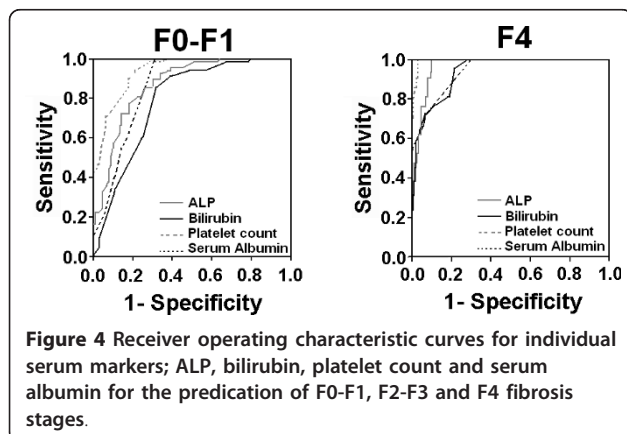 F0-F1
F4
1.0
0.8
0.6
0.4
0.2
0.0
Sensitivity
ALP
Bilirubin
Platelet count
Serum Albumin
0.0 0.2 0.4 0.6 0.8 1.0
1- Specificity
1.0
0.8
0.6
0.4
0.2
0.0
Sensitivity
ALP
Bilirubin
Platelet count
Serum Albumin
0.0 0.2 0.4 0.6 0.8 1.0
1- Specificity
Figure 4 Receiver operating characteristic curves for individual
serum markers; ALP, bilirubin, platelet count and serum
albumin for the predication of F0-F1, F2-F3 and F4 fibrosis
stages.